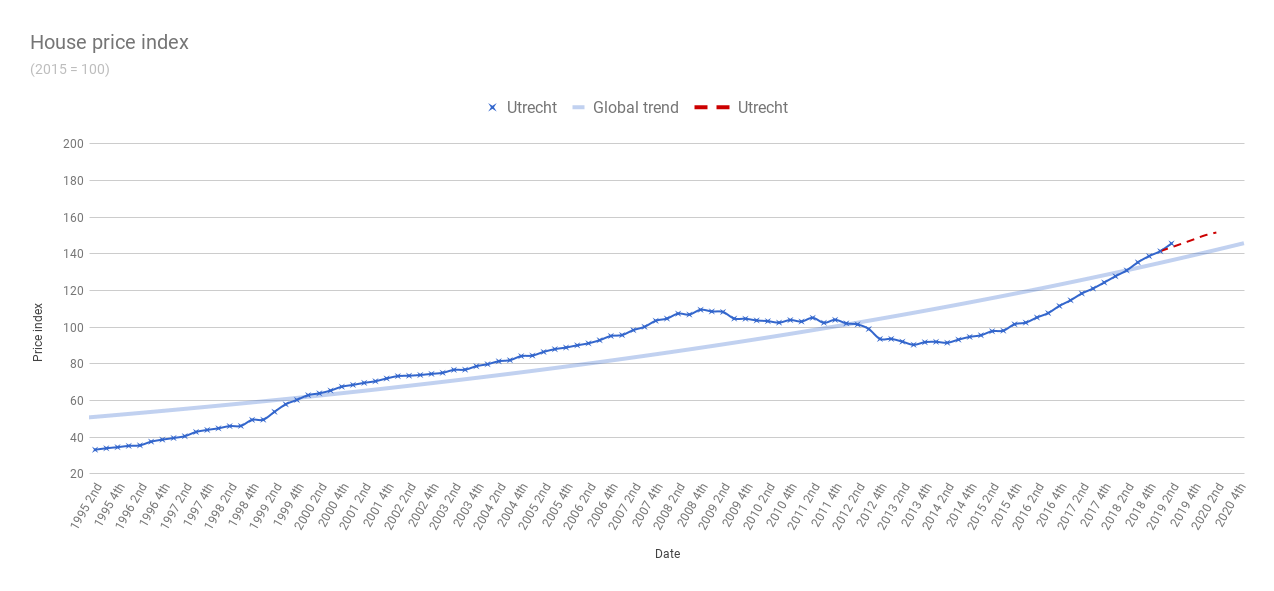 House price index
(2015 = 100)
Utrecht Global trend Utrecht
200
180
160
140
120
100
80
60
40
20
Price index
1995 2nd
1995 4th
1996 2nd
1996 4th
1997 2nd
1997 4th
1998 2nd
1998 4th
1999 2nd
1999 4th
2000 2nd
2000 4th
2001 2nd
2001 4th
2002 2nd
2002 4th
2003 2nd
2003 4th
2004 2nd
2004 4th
2005 2nd
2005 4th
2006 2nd
2006 4th
2007 2nd
2007 4th
2008 2nd
2008 4th
2009 2nd
2009 4th
2010 2nd
2010 4th
2011 2nd
2011 4th
2012 2nd
2012 4th
2013 2nd
2013 4th
2014 2nd
2014 4th
2015 2nd
2015 4th
2016 2nd
2016 4th
2017 2nd
2017 4th
2018 2nd
2018 4th
2019 2nd
2019 4th
2020 2nd
2020 4th
Date